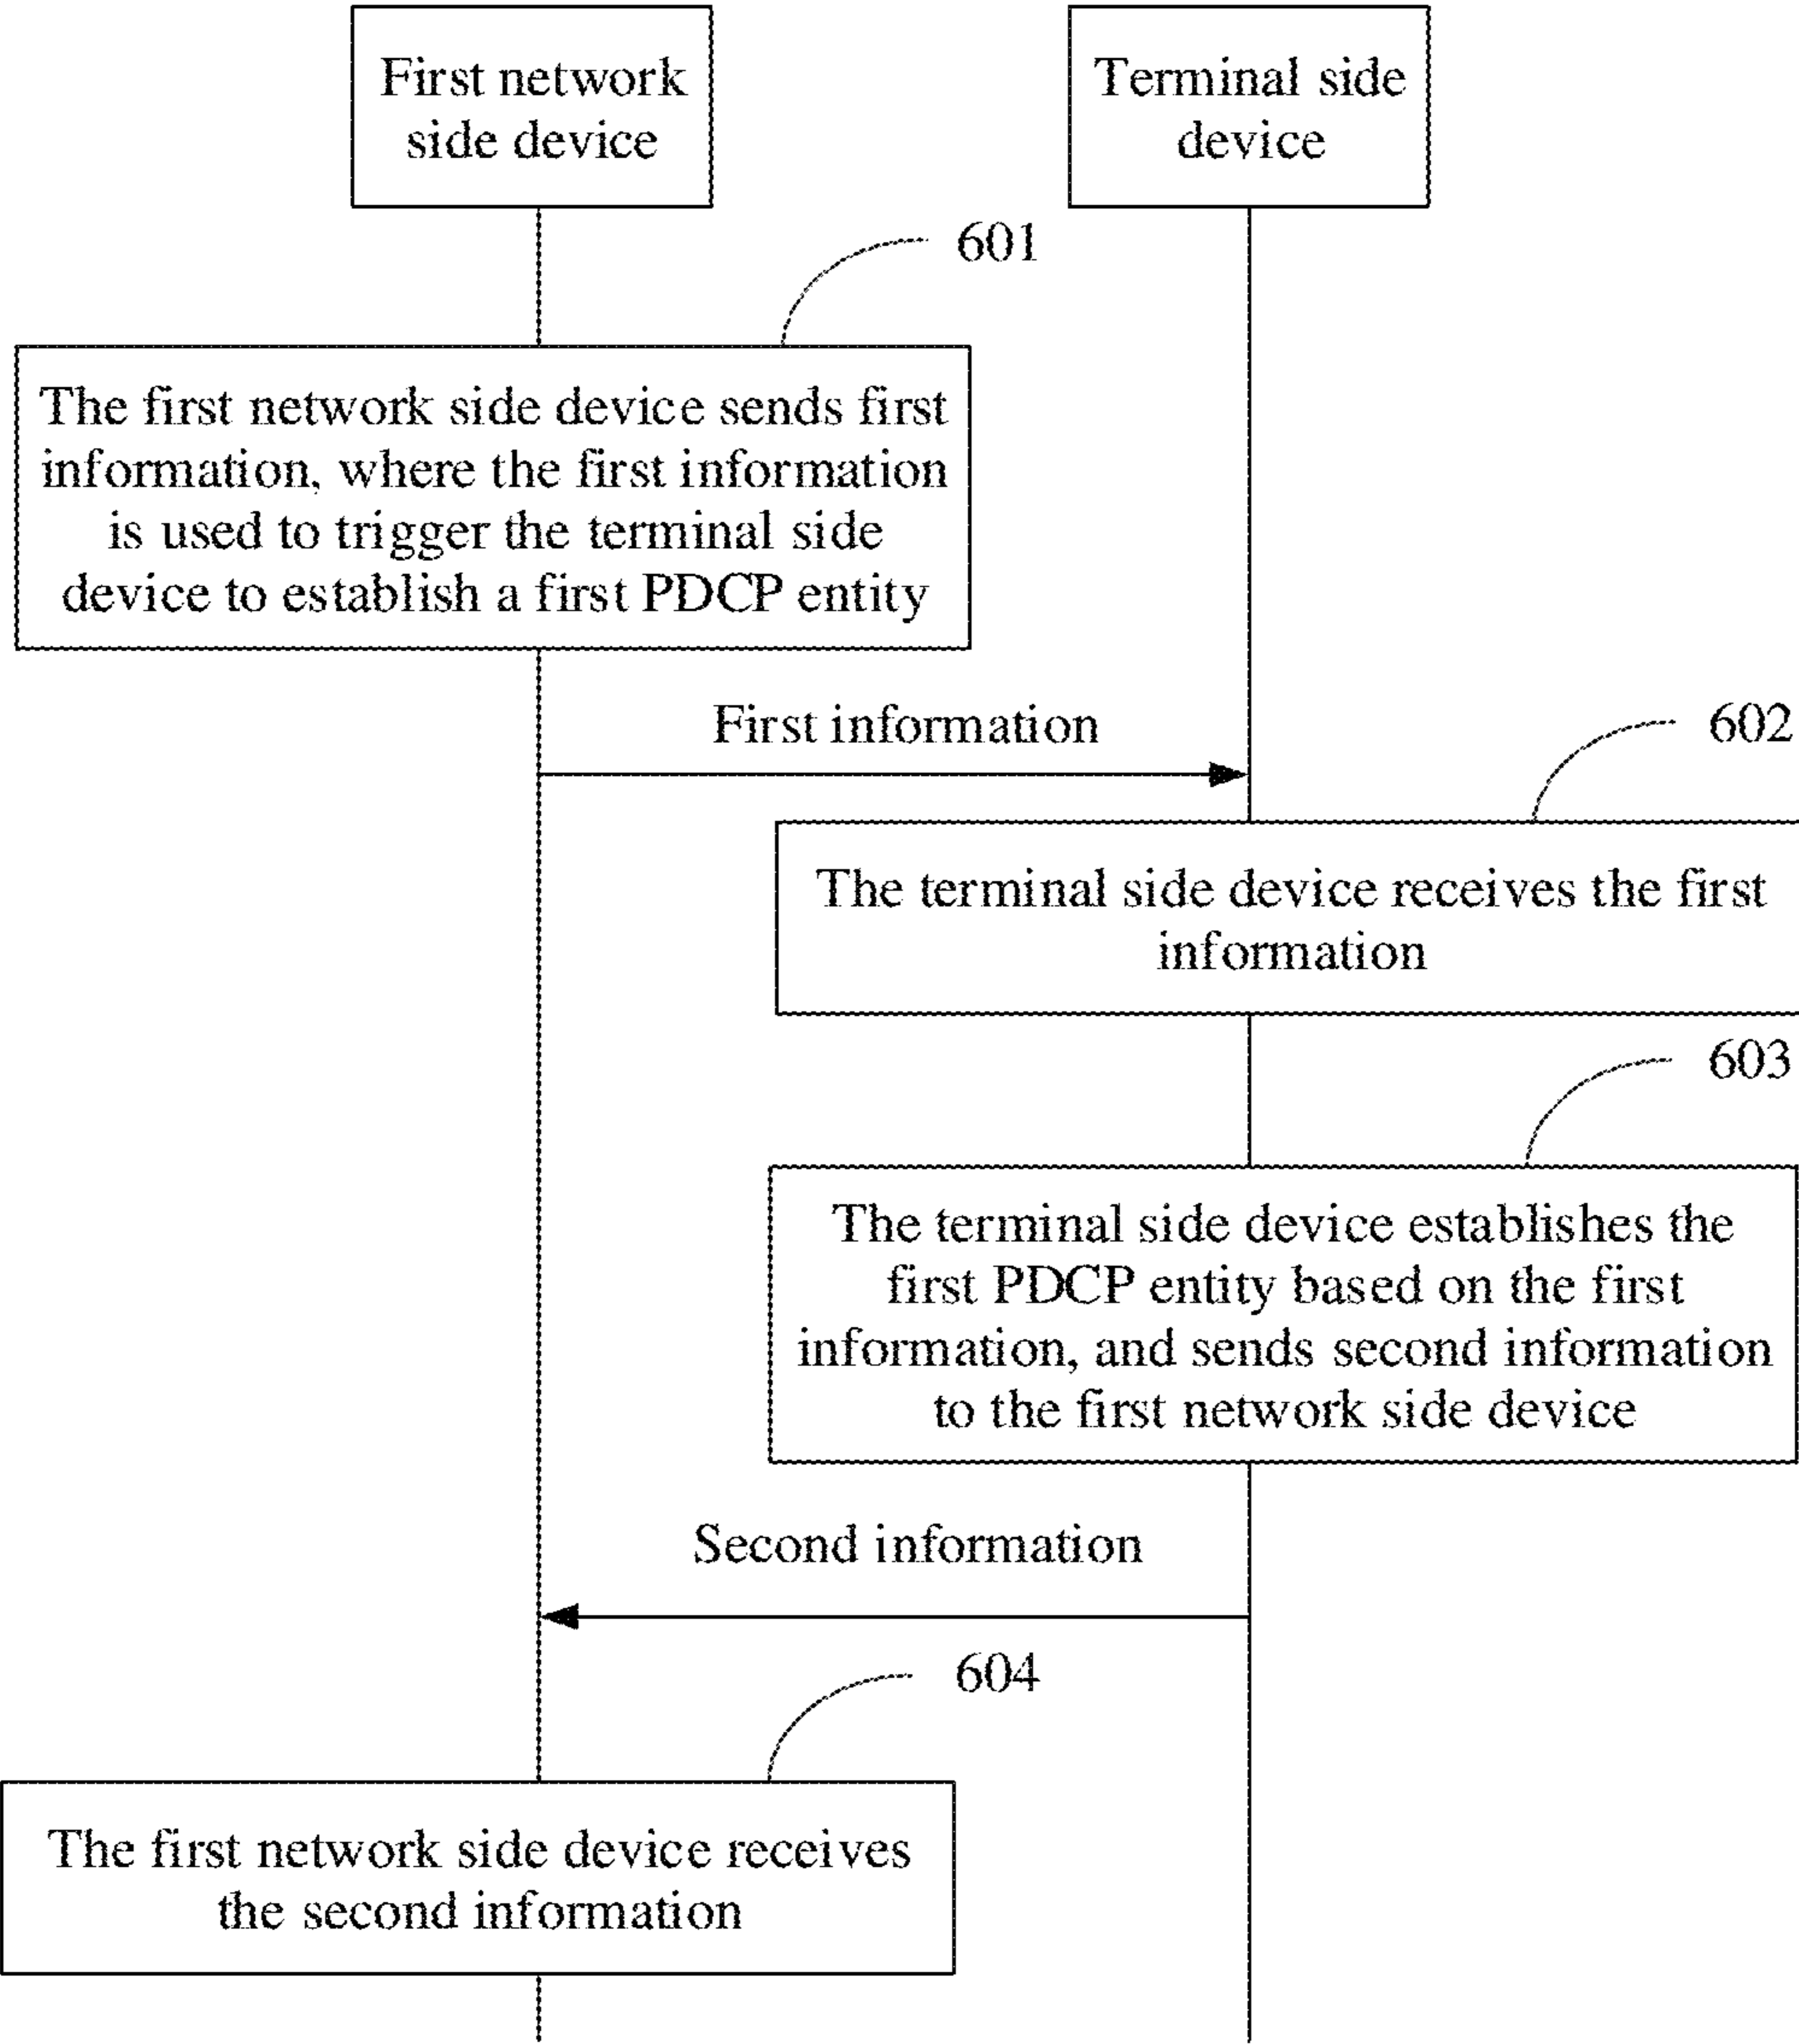 First network
side device
Terminal side
device
601
The first network side device sends first
information, where the first information
is used to trigger the terminal side
device to establish a first PDCP entity
First information
602
The terminal side device receives the first
information
603
The terminal side device establishes the
first PDCP entity based on the first
information, and sends second information
to the first network side device
Second information
604
The first network side device receives
the second information